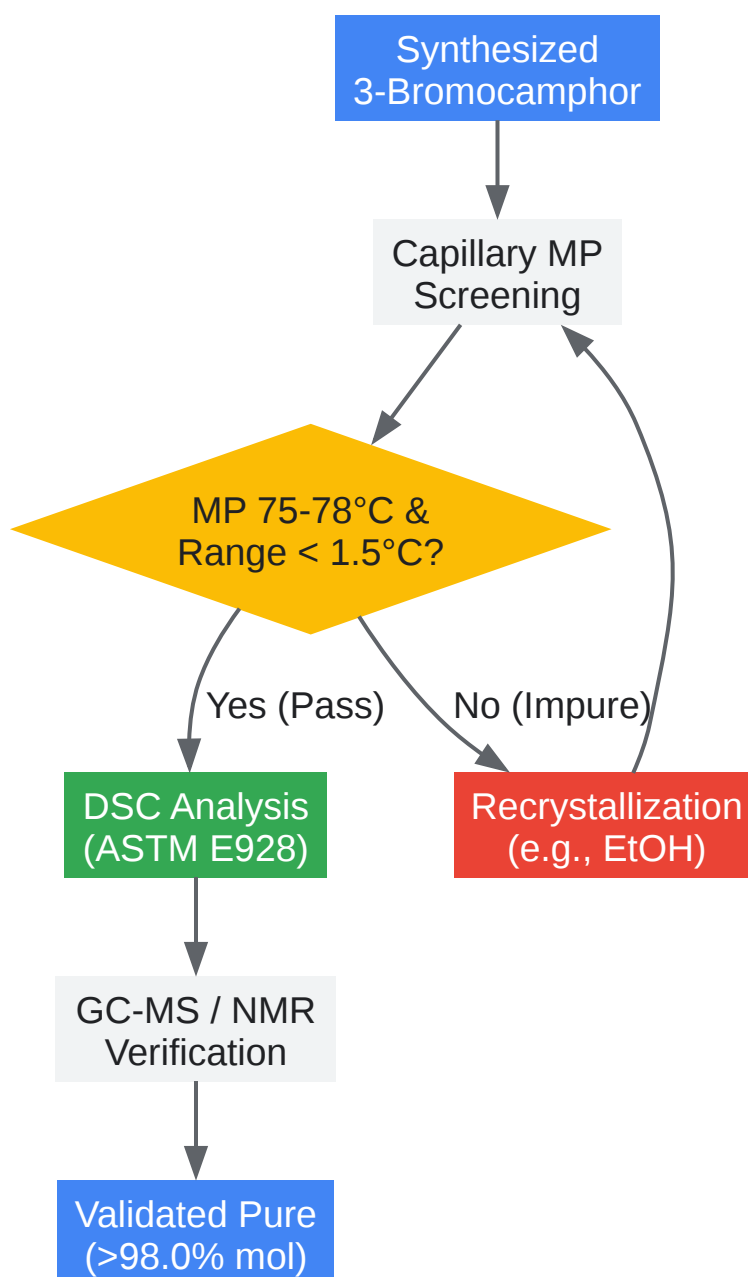 Synthesized
3-Bromocamphor
Capillary MP
Screening
MP 75-78°C &
Range < 1.5°C?
Yes (Pass)
No (Impure)
DSC Analysis
(ASTM E928)
Recrystallization
(e.g., EtOH)
GC-MS / NMR
Verification
Validated Pure
(>98.0% mol)